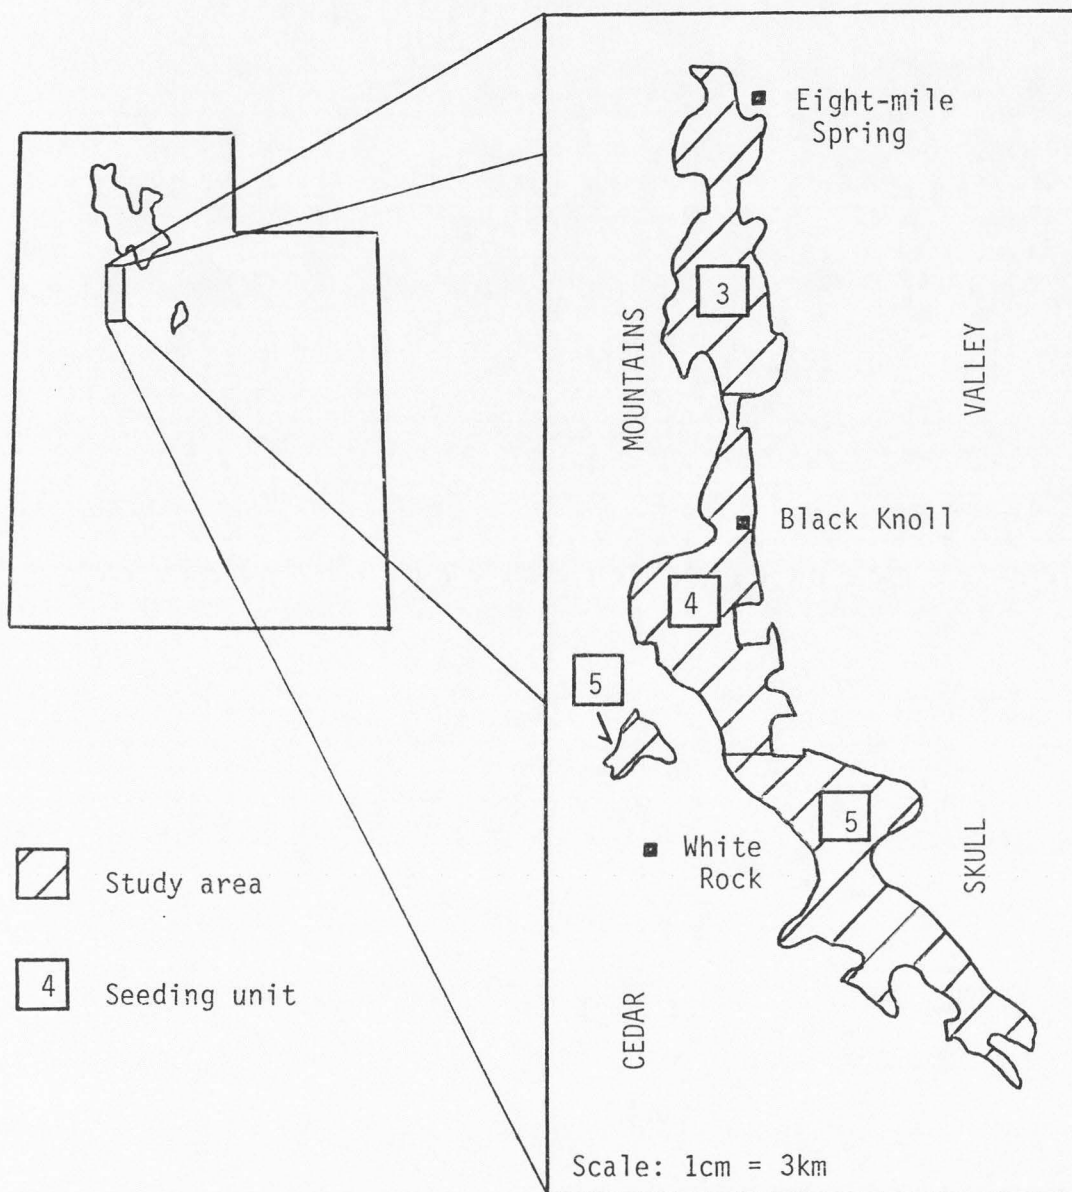 Eight-mile
Spring
3
MOUNTAINS
VALLEY
Black Knoll
4
5
5
White
Rock
SKULL
Study area
4
Seeding unit
CEDAR
Scale: 1cm = 3km